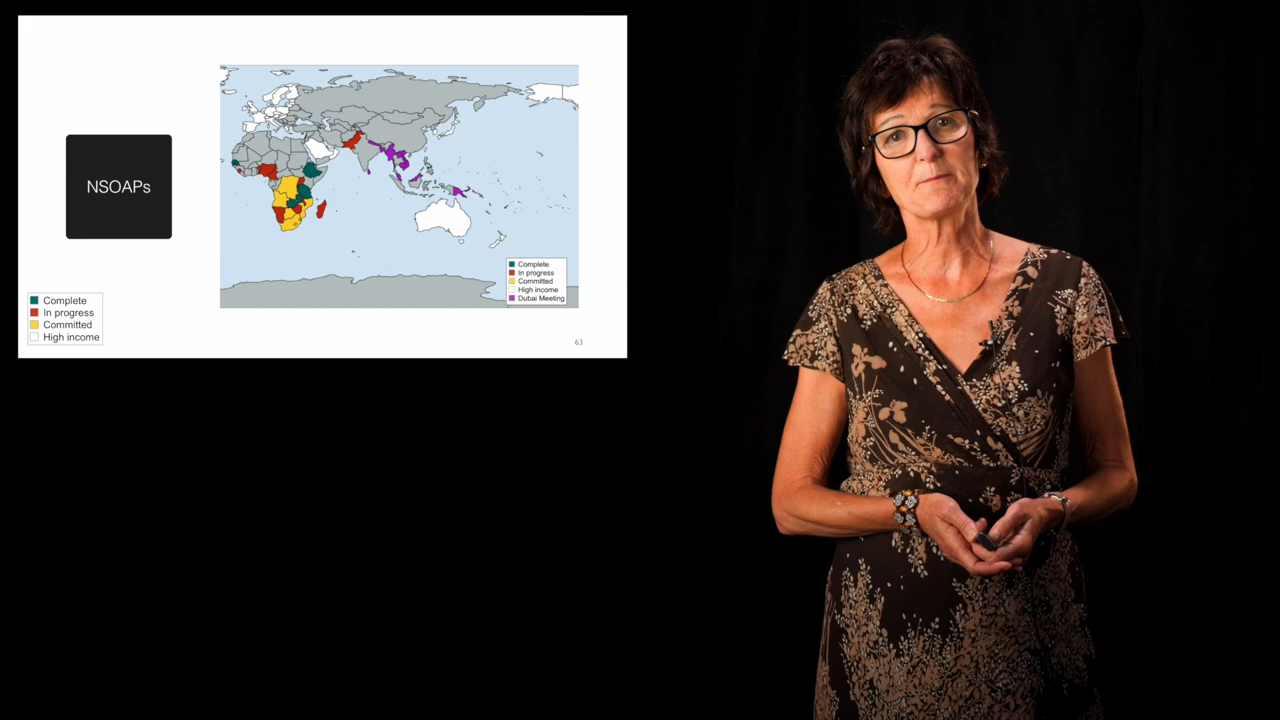 NSOAPs
Complete
In progress
Committed
High income
Dubai Meeting
Complete
In progress
Committed
High income
63